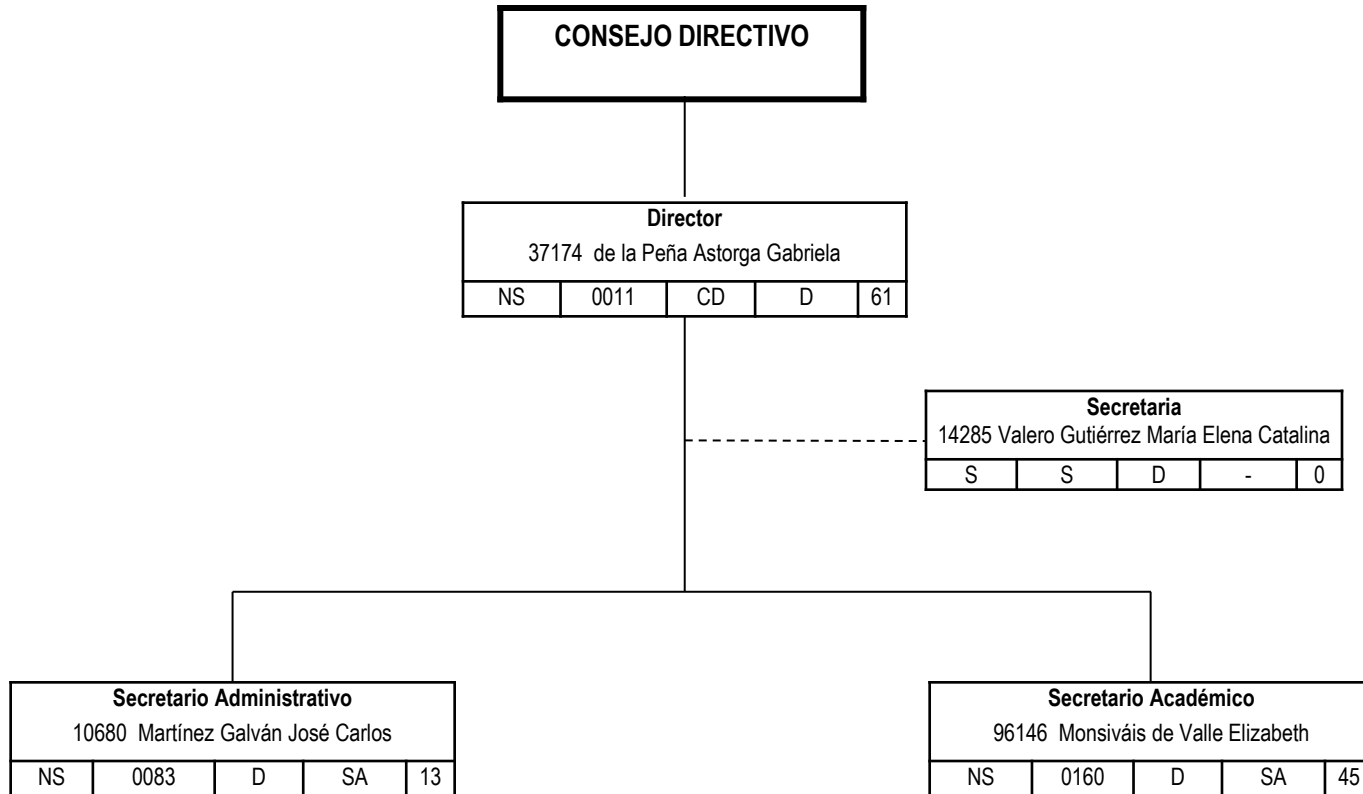 CONSEJO DIRECTIVO
Director
37174 de la Peña Astorga Gabriela
NS 0011 CD D 61
Secretaria
14285 Valero Gutiérrez María Elena Catalina
S S D - 0
Secretario Administrativo
10680 Martínez Galván José Carlos
NS 0083 D SA 13
Secretario Académico
96146 Monsiváis de Valle Elizabeth
NS 0160 D SA 45